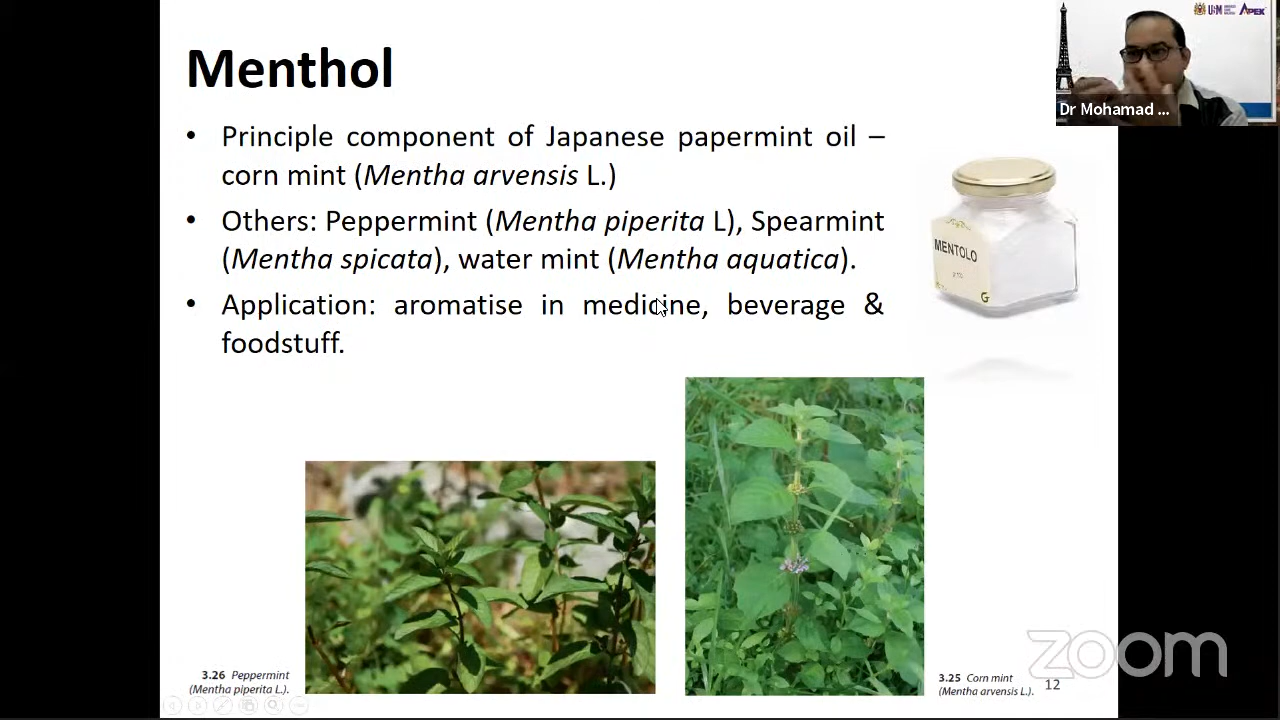 Menthol
• Principle component of Japanese papermint oil –
corn mint (Mentha arvensis L.)
• Others: Peppermint (Mentha piperita L), Spearmint
(Mentha spicata), water mint (Mentha aquatica).
• Application: aromatise in medicine, beverage &
foodstuff.
USM APEX
Dr Mohamad ...
MENTOLO
G
3.26 Peppermint
(Mentha piperita L.).
3.25 Corn mint
(Mentha arvensis L.).
12
zoom